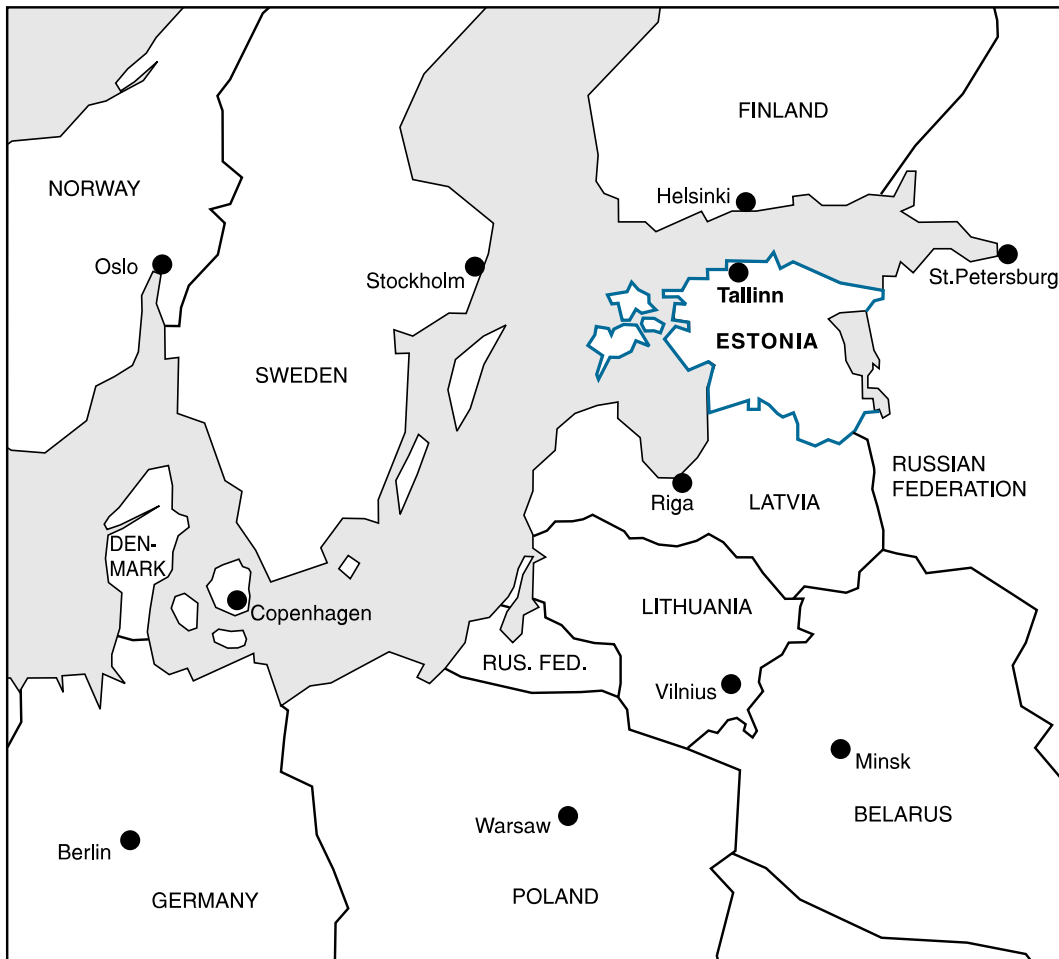 FINLAND
NORWAY
Helsinki
Oslo
Stockholm
St.Petersburg
Tallinn
ESTONIA
SWEDEN
RUSSIAN
FEDERATION
Riga
LATVIA
DEN-
MARK
Copenhagen
LITHUANIA
RUS. FED.
Vilnius
Minsk
BELARUS
Warsaw
Berlin
GERMANY
POLAND